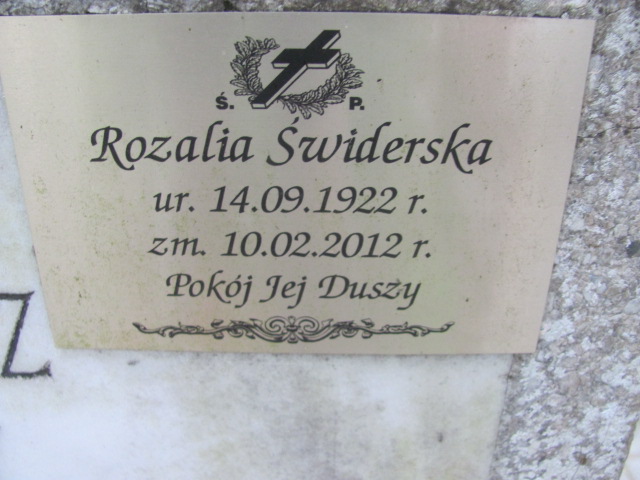 Ś. P.
Rozalia Świderska
ur. 14.09.1922 r.
zm. 10.02.2012 r.
Pokój Jej Duszy
Z